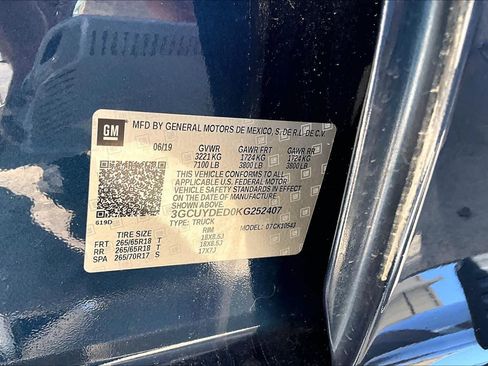 GM
MFD BY GENERAL MOTORS DE MEXICO, S. DE R.L. DE C.V.
06/19 GVWR GAWR FRT GAWR RR
3221 KG 1724 KG 1724 KG
7100 LB 3800 LB 3800 LB
THIS VEHICLE CONFORMS TO ALL
APPLICABLE U.S. FEDERAL MOTOR
VEHICLE SAFETY STANDARDS IN
EFFECT ON THE DATE OF MANUFACTURE
SHOWN ABOVE.
3GCUYDED0KG252407
619D TYPE: TRUCK 07CK10543
TIRE SIZE RIM
FRT 265/65R18 T 18X8.5J
RR 265/65R18 T 18X8.5J
SPA 265/70R17 S 17X7J